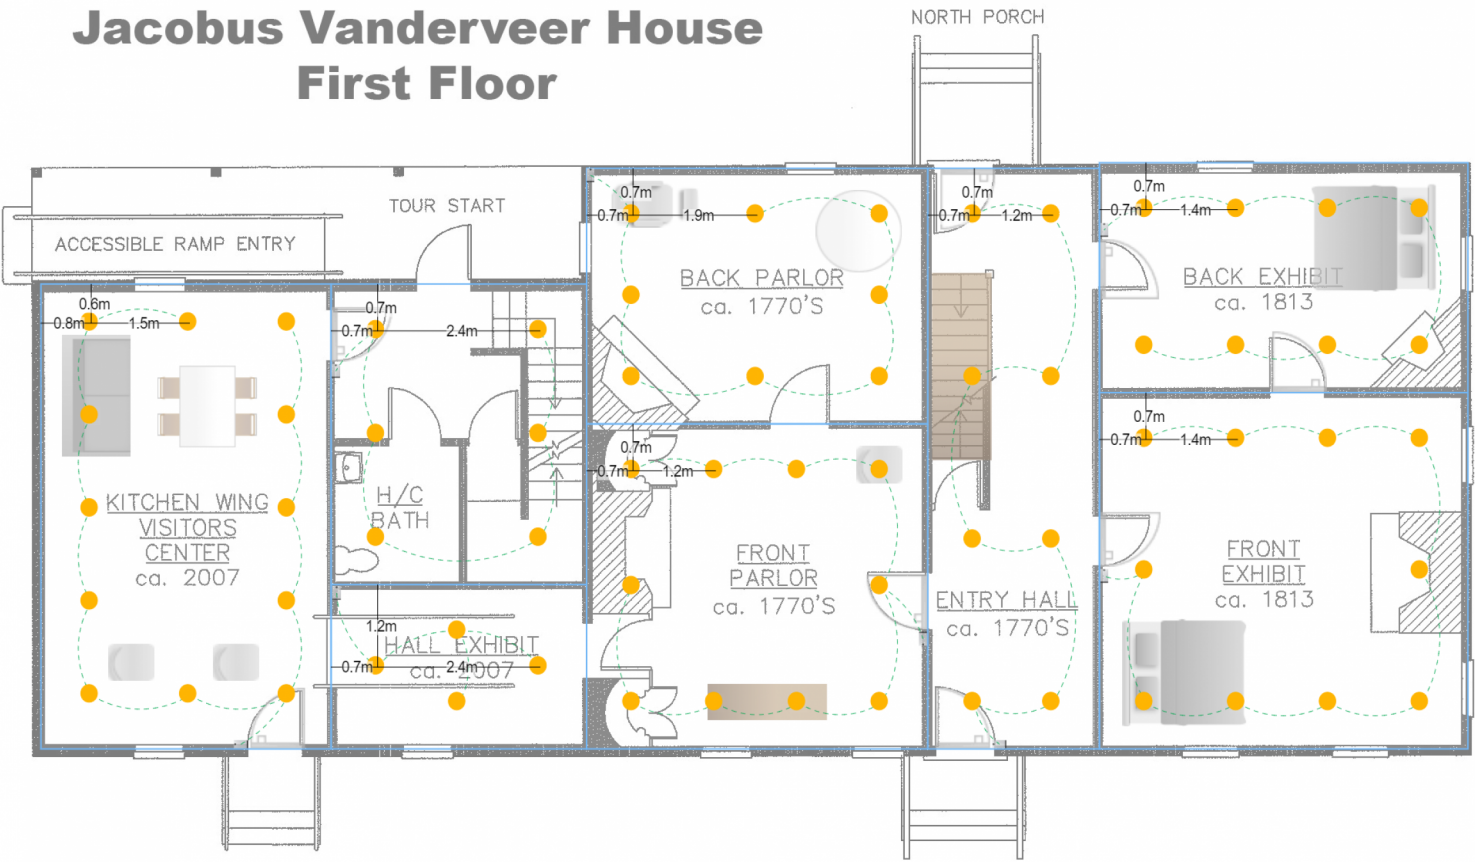 Jacobus Vanderveer House
First Floor
NORTH PORCH
TOUR START
ACCESSIBLE RAMP ENTRY
0.7m
0.7m
1.9m
0.7m
0.7m
1.2m
0.7m
0.7m
1.4m
BACK PARLOR
ca. 1770'S
BACK EXHIBIT
ca. 1813
0.6m
0.8m
1.5m
0.7m
0.7m
2.4m
0.7m
0.7m
1.2m
0.7m
0.7m
1.4m
KITCHEN WING
VISITORS
CENTER
ca. 2007
H/C
BATH
FRONT
PARLOR
ca. 1770'S
ENTRY HALL
ca. 1770'S
FRONT
EXHIBIT
ca. 1813
1.2m
HALL EXHIBIT
ca. 2007
0.7m
2.4m